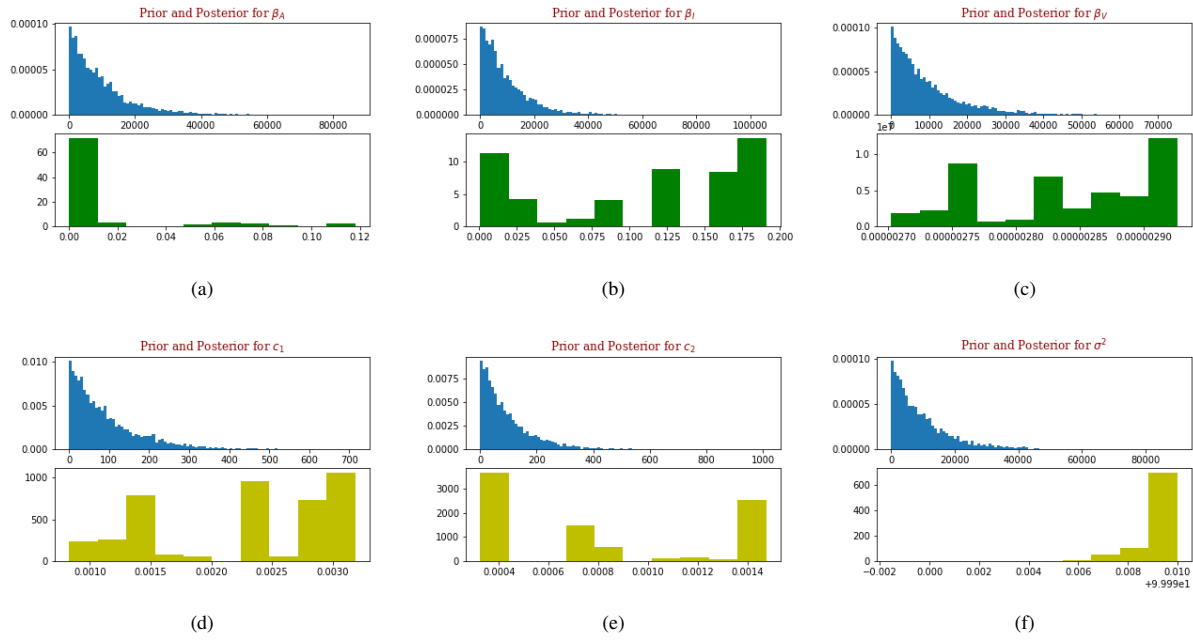 Prior and Posterior for β_A
0.00010
0.00005
0.00000
0 20000 40000 60000 80000
60
40
20
0
0.00 0.02 0.04 0.06 0.08 0.10 0.12
(a)
Prior and Posterior for β_I
0.000075
0.000050
0.000025
0.000000
0 20000 40000 60000 80000 100000
10
5
0
0.000 0.025 0.050 0.075 0.100 0.125 0.150 0.175 0.200
(b)
Prior and Posterior for β_V
0.00010
0.00005
0.00000
0 10000 20000 30000 40000 50000 60000 70000
1e7
1.0
0.5
0.0
0.00000270 0.00000275 0.00000280 0.00000285 0.00000290
(c)
Prior and Posterior for c_1
0.010
0.005
0.000
0 100 200 300 400 500 600 700
1000
500
0
0.0010 0.0015 0.0020 0.0025 0.0030
(d)
Prior and Posterior for c_2
0.0075
0.0050
0.0025
0.0000
0 200 400 600 800 1000
3000
2000
1000
0
0.0004 0.0006 0.0008 0.0010 0.0012 0.0014
(e)
Prior and Posterior for σ²
0.00010
0.00005
0.00000
0 20000 40000 60000 80000
600
400
200
0
−0.002 0.000 0.002 0.004 0.006 0.008 0.010
+9.999e1
(f)